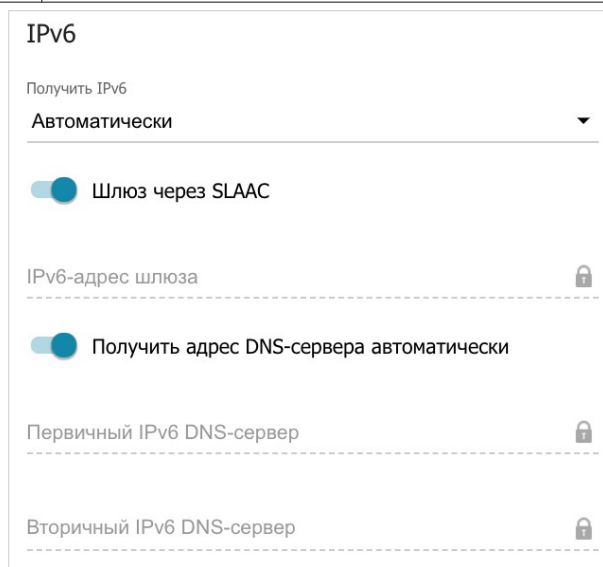 IPv6
Получить IPv6
Автоматически
Шлюз через SLAAC
IPv6-адрес шлюза
Получить адрес DNS-сервера автоматически
Первичный IPv6 DNS-сервер
Вторичный IPv6 DNS-сервер